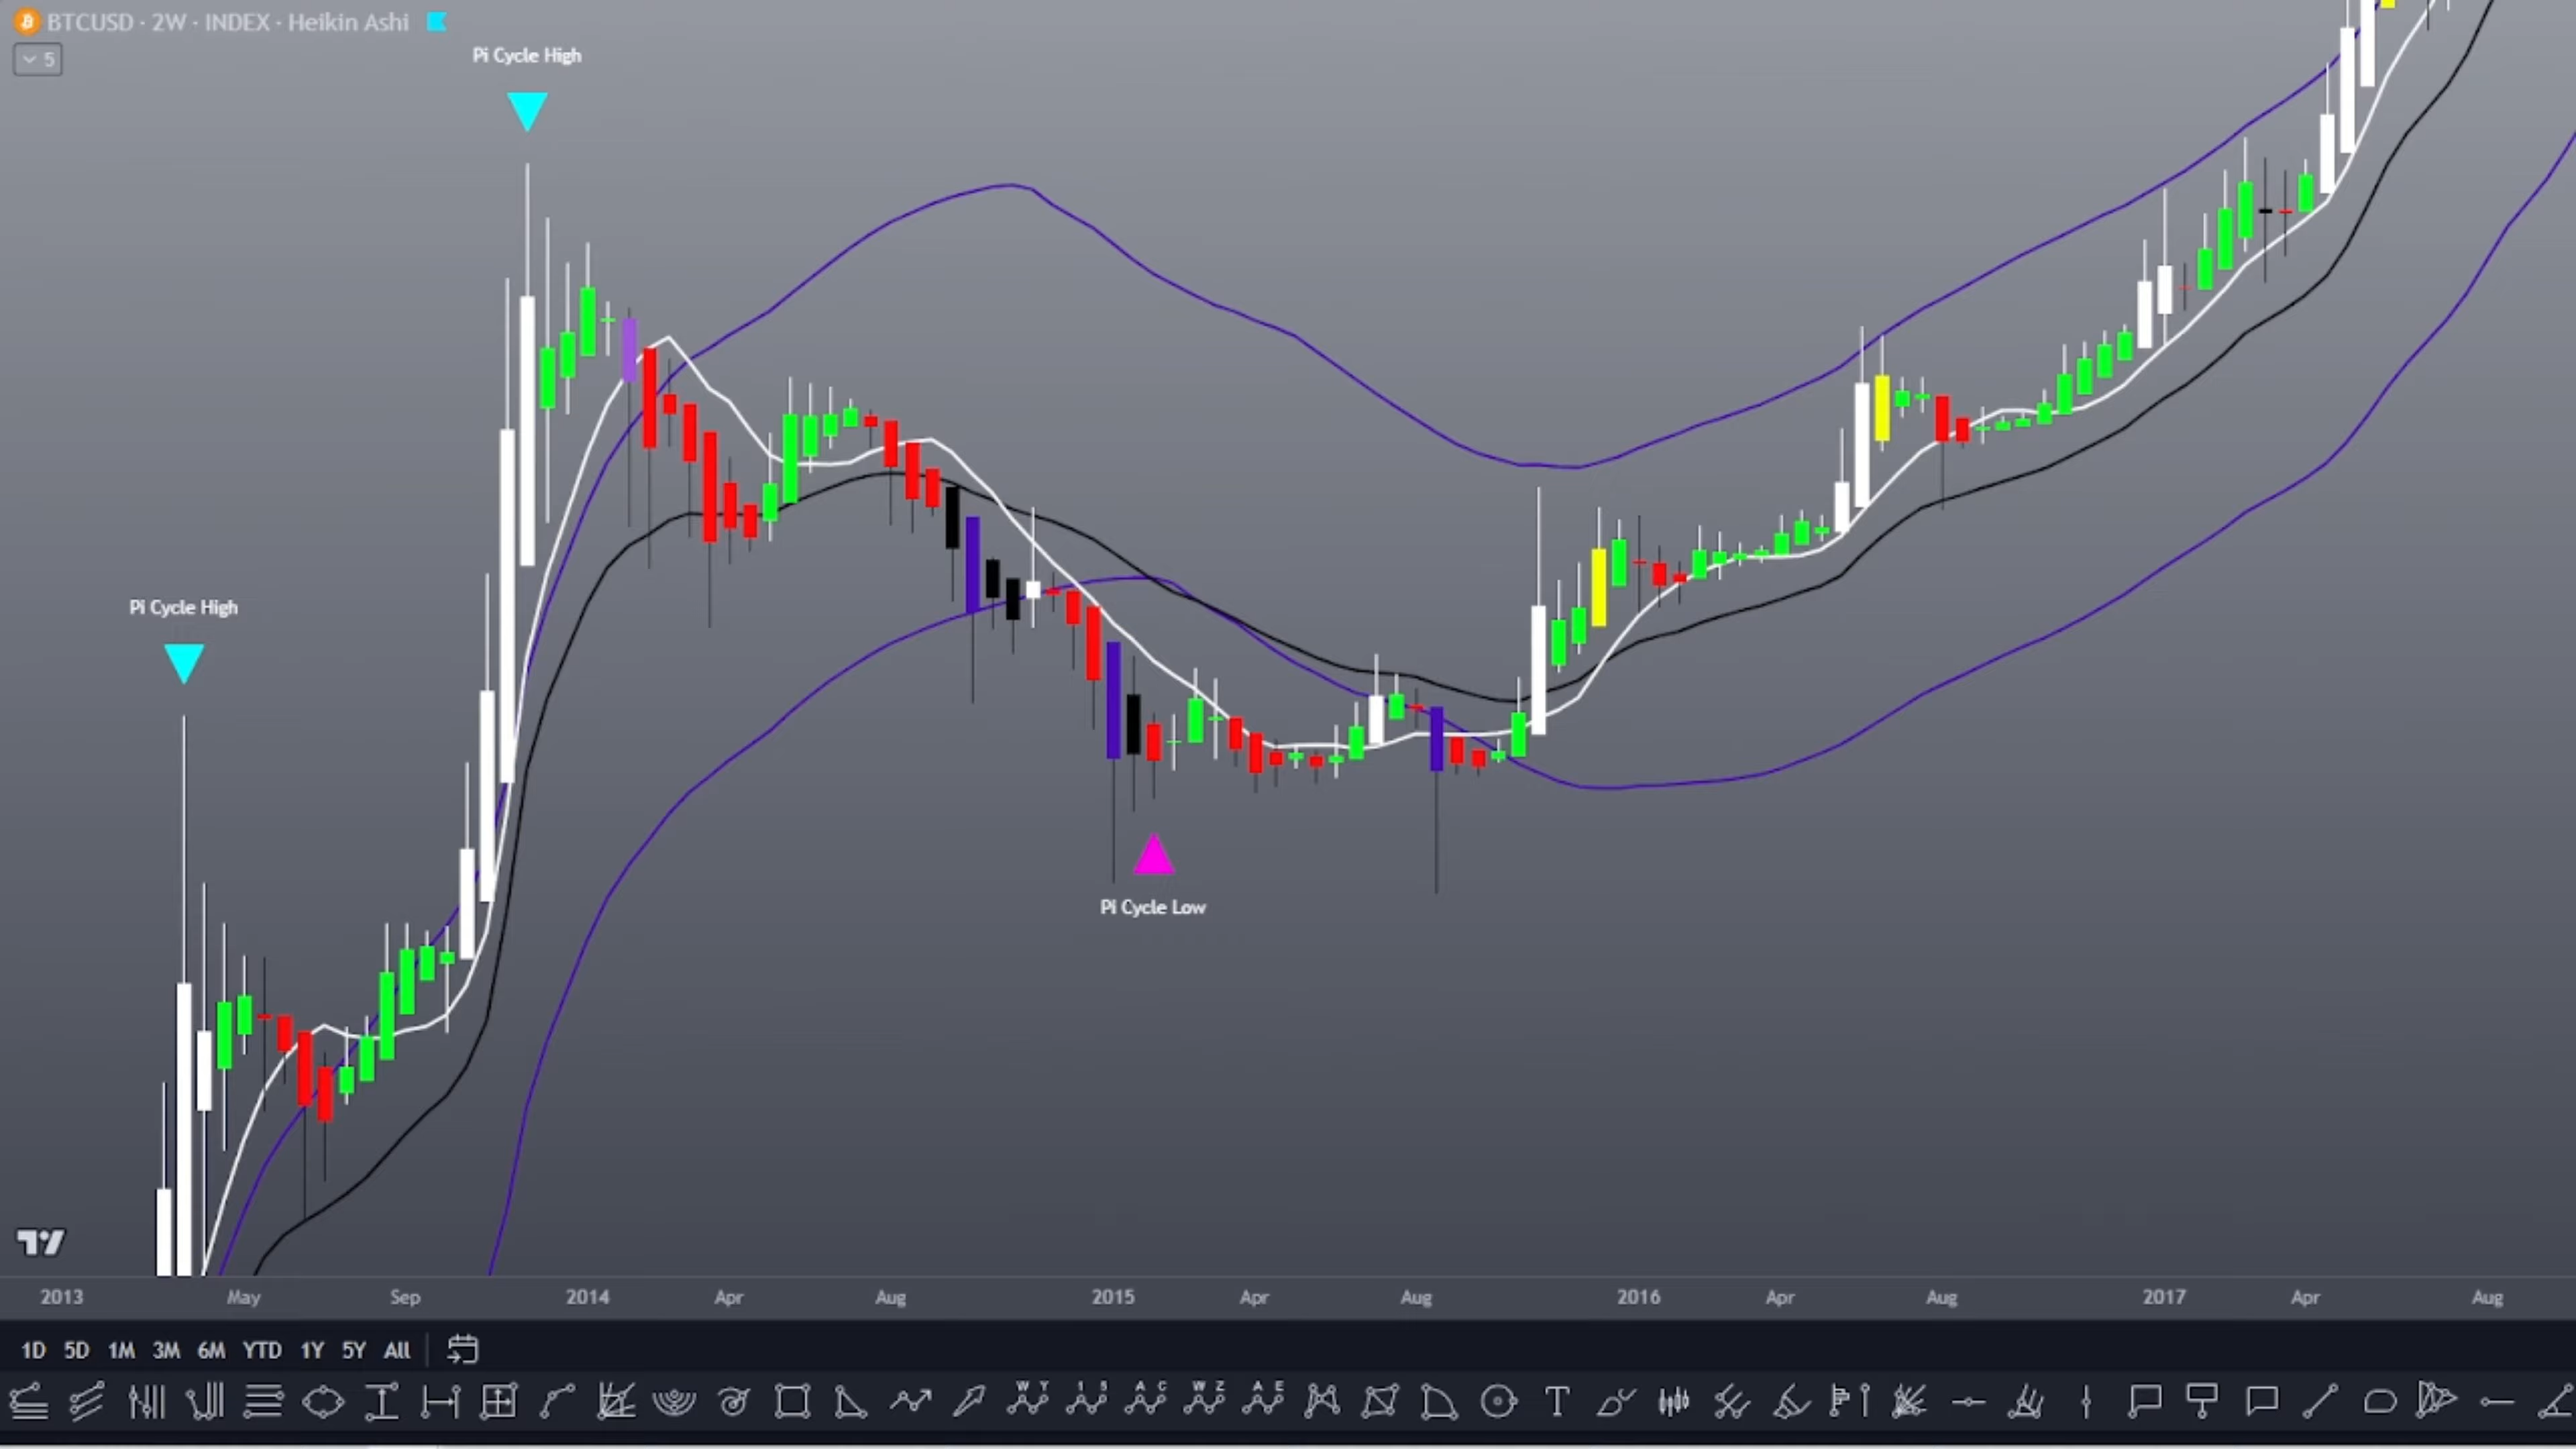 BTCUSD · 2W · INDEX · Heikin Ashi
5
Pi Cycle High
Pi Cycle High
Pi Cycle Low
2013 May Sep 2014 Apr Aug 2015 Apr Aug 2016 Apr Aug 2017 Apr Aug
1D 5D 1M 3M 6M YTD 1Y 5Y All
W Y 1 5 A C W Z A E T